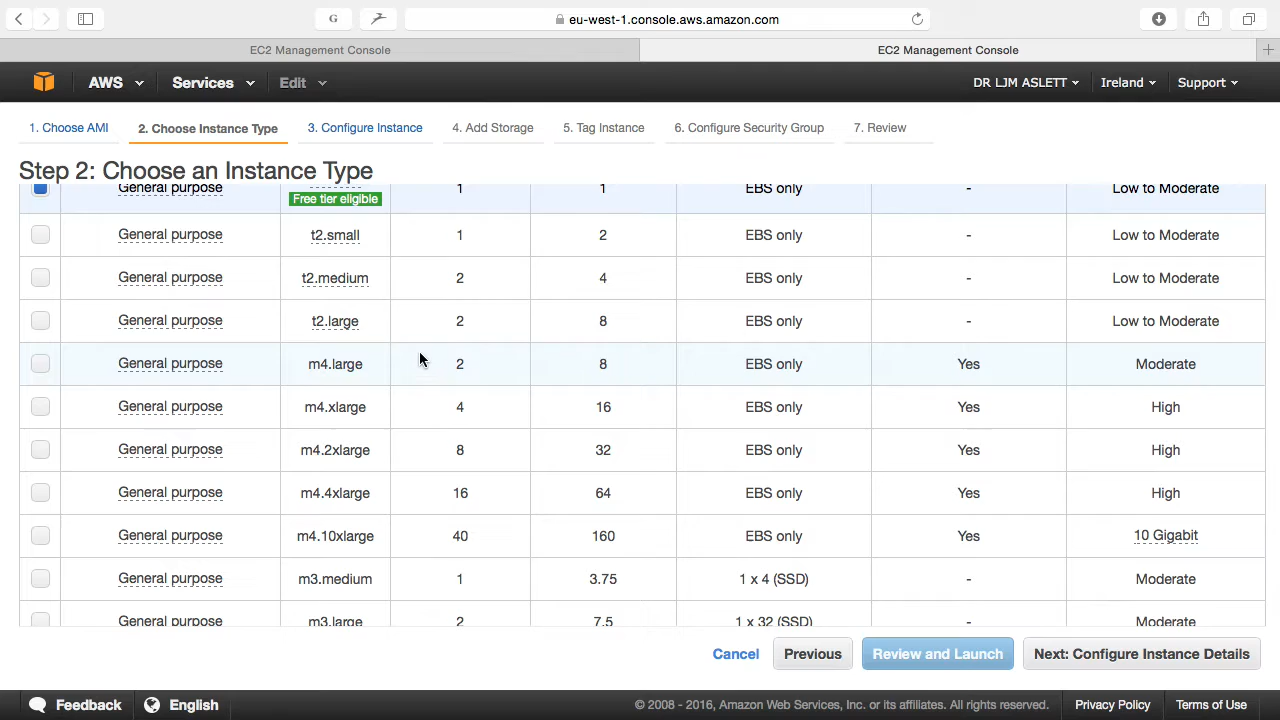 G
eu-west-1.console.aws.amazon.com
EC2 Management Console
EC2 Management Console
AWS Services Edit DR LJM ASLETT Ireland Support
1. Choose AMI 2. Choose Instance Type 3. Configure Instance 4. Add Storage 5. Tag Instance 6. Configure Security Group 7. Review
Step 2: Choose an Instance Type
General purpose 1 1 EBS only - Low to Moderate
Free tier eligible
General purpose t2.small 1 2 EBS only - Low to Moderate
General purpose t2.medium 2 4 EBS only - Low to Moderate
General purpose t2.large 2 8 EBS only - Low to Moderate
General purpose m4.large 2 8 EBS only Yes Moderate
General purpose m4.xlarge 4 16 EBS only Yes High
General purpose m4.2xlarge 8 32 EBS only Yes High
General purpose m4.4xlarge 16 64 EBS only Yes High
General purpose m4.10xlarge 40 160 EBS only Yes 10 Gigabit
General purpose m3.medium 1 3.75 1 x 4 (SSD) - Moderate
General purpose m3.large 2 7.5 1 x 32 (SSD) - Moderate
Cancel Previous Review and Launch Next: Configure Instance Details
Feedback English © 2008 - 2016, Amazon Web Services, Inc. or its affiliates. All rights reserved. Privacy Policy Terms of Use